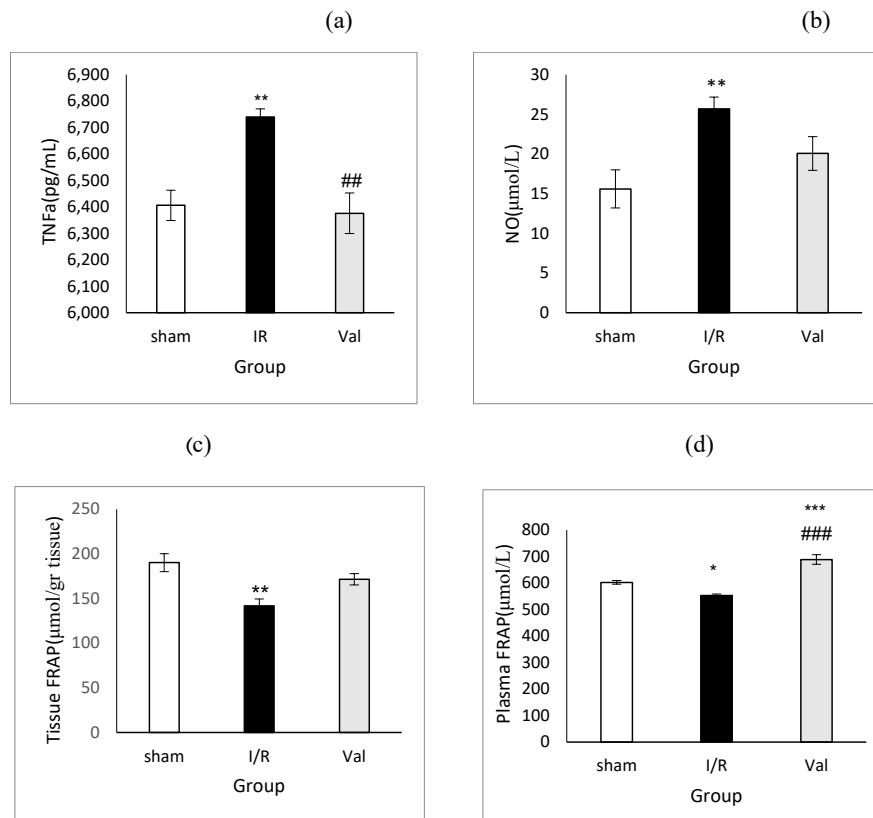 (a)
6,900
6,800
6,700
6,600
6,500
6,400
6,300
6,200
6,100
6,000
TNFa(pg/mL)
**
##
sham IR Val
Group
(b)
30
25
20
15
10
5
0
NO(μmol/L)
**
sham I/R Val
Group
(c)
250
200
150
100
50
0
Tissue FRAP(μmol/gr tissue)
**
sham I/R Val
Group
(d)
800
700
600
500
400
300
200
100
0
Plasma FRAP(μmol/L)
*
***
###
sham I/R Val
Group